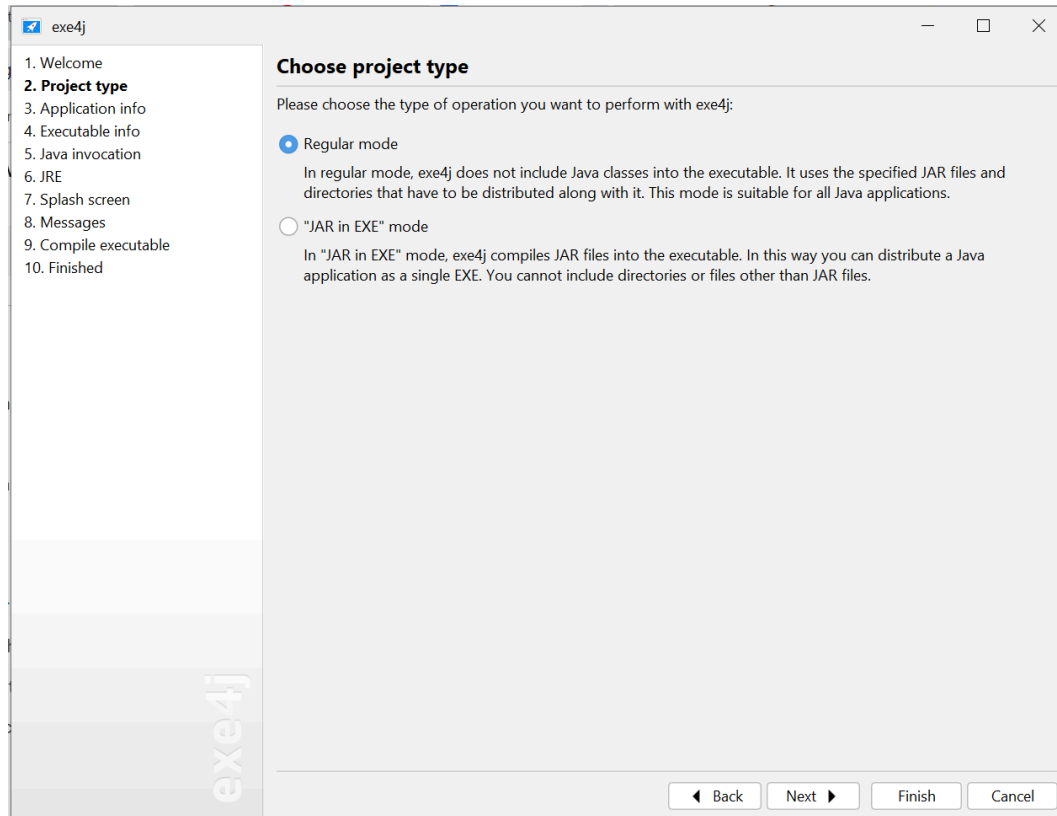 exe4j
1. Welcome
2. Project type
3. Application info
4. Executable info
5. Java invocation
6. JRE
7. Splash screen
8. Messages
9. Compile executable
10. Finished
exe4j
Choose project type
Please choose the type of operation you want to perform with exe4j:
Regular mode
In regular mode, exe4j does not include Java classes into the executable. It uses the specified JAR files and
directories that have to be distributed along with it. This mode is suitable for all Java applications.
"JAR in EXE" mode
In "JAR in EXE" mode, exe4j compiles JAR files into the executable. In this way you can distribute a Java
application as a single EXE. You cannot include directories or files other than JAR files.
Back
Next
Finish
Cancel